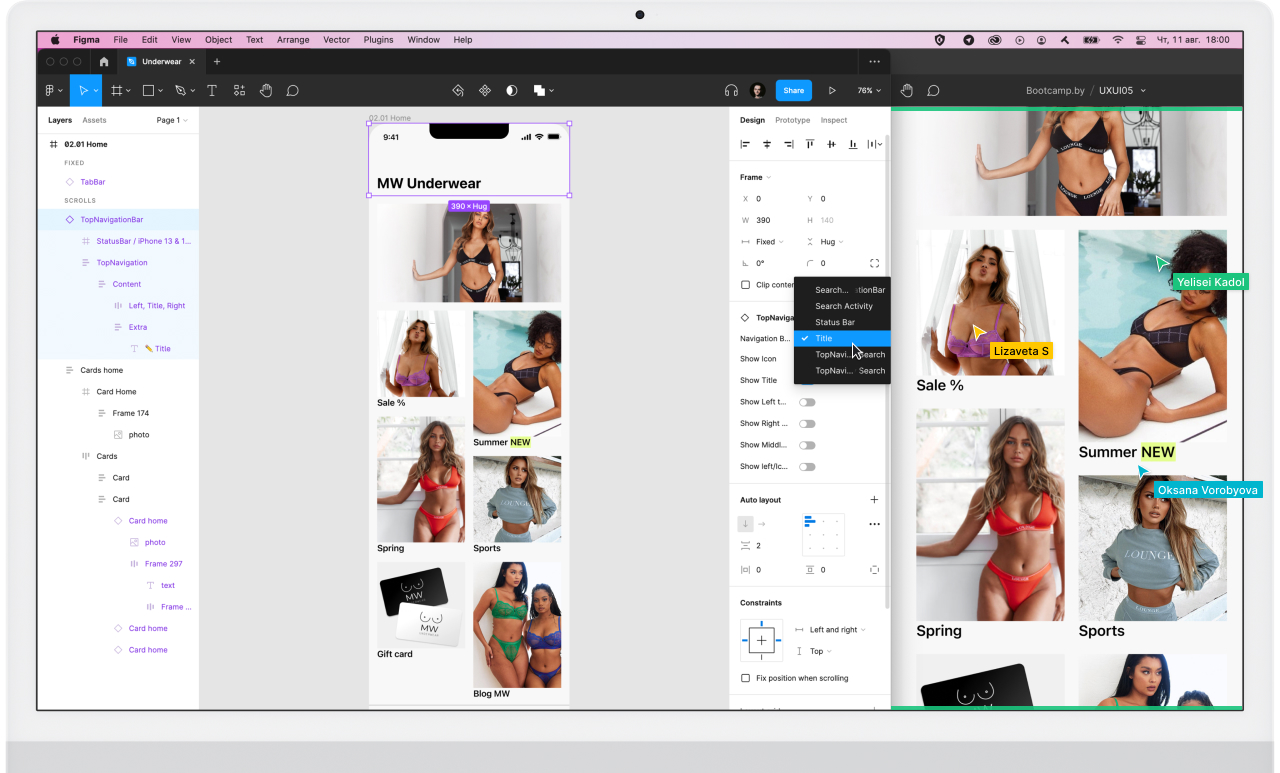 Figma File Edit View Object Text Arrange Vector Plugins Window Help
Чт, 11 авг. 18:00
Underwear
Share
76%
Bootcamp.by / UXUI05
Layers Assets Page 1
02.01 Home
FIXED
TabBar
SCROLLS
TopNavigationBar
StatusBar / iPhone 13 & 1...
TopNavigation
Content
Left, Title, Right
Extra
Title
Cards home
Card Home
Frame 174
photo
Cards
Card
Card
Card home
photo
Frame 297
text
Frame ...
Card home
Card home
02.01 Home
9:41
MW Underwear
390 × Hug
Sale %
Summer NEW
LOUNGE
Spring
Sports
MW
MW
Gift card
Blog MW
Design Prototype Inspect
Frame
X 0 Y 0
W 390 H 140
Fixed Hug
0° 0
Clip conten
TopNaviga
Navigation B...
Show Icon
Show Title
Show Left t...
Show Right ...
Show Middl...
Show left/Ic...
Search... tionBar
Search Activity
Status Bar
Title
TopNavi... Search
TopNavi... Search
Auto layout
2
0 0
Constraints
Left and right
Top
Fix position when scrolling
LOUNGE
Yelisei Kadol
Lizaveta S
Sale %
Summer NEW
Oksana Vorobyova
LOUNGE
Spring
Sports